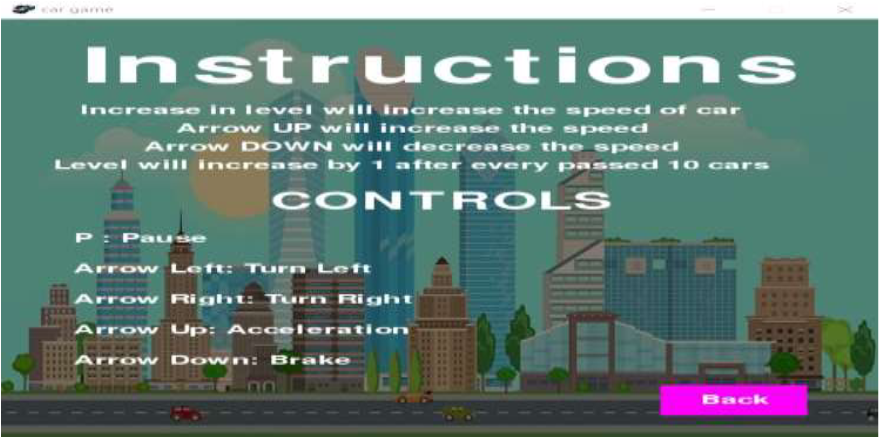 car game
Instructions
Increase in level will increase the speed of car
Arrow UP will increase the speed
Arrow DOWN will decrease the speed
Level will increase by 1 after every passed 10 cars
CONTROLS
P : Pause
Arrow Left: Turn Left
Arrow Right: Turn Right
Arrow Up: Acceleration
Arrow Down: Brake
Back